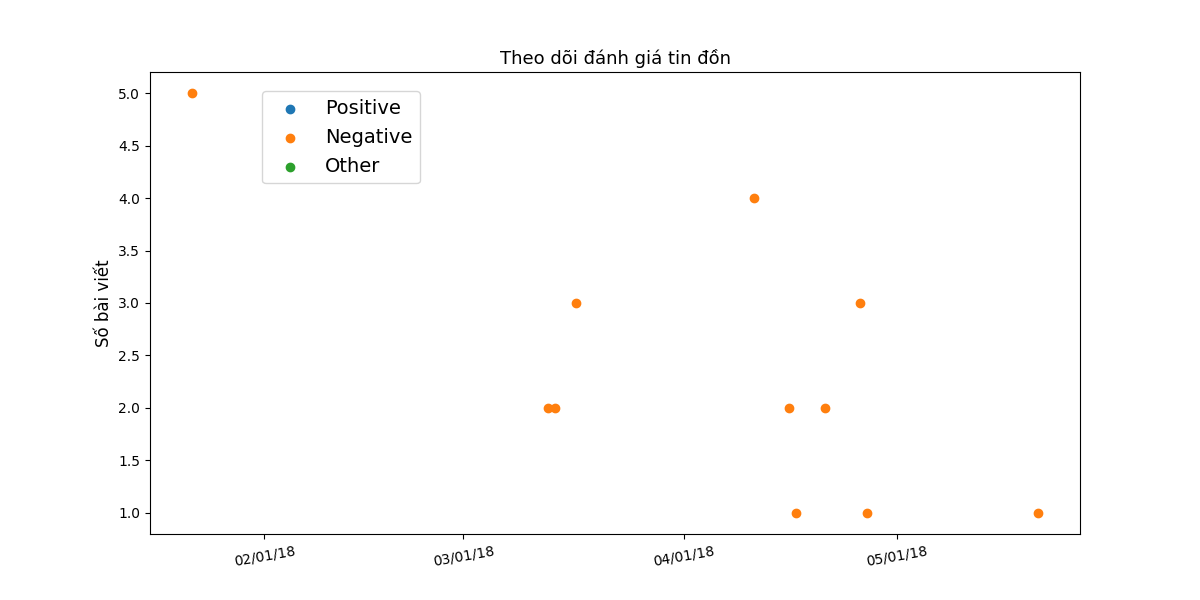 Theo dõi đánh giá tin đồn
Positive
Negative
Other
Số bài viết
5.0
4.5
4.0
3.5
3.0
2.5
2.0
1.5
1.0
02/01/18
03/01/18
04/01/18
05/01/18